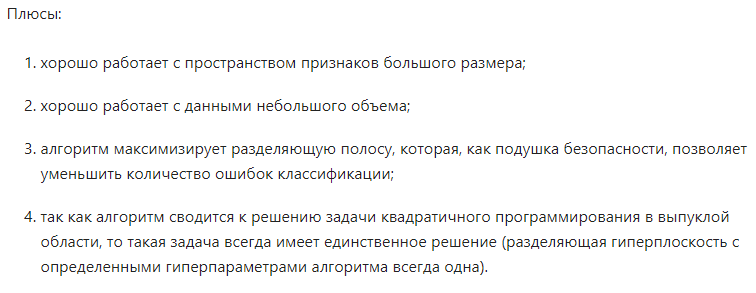 Плюсы:
1. хорошо работает с пространством признаков большого размера;
2. хорошо работает с данными небольшого объема;
3. алгоритм максимизирует разделяющую полосу, которая, как подушка безопасности, позволяет
уменьшить количество ошибок классификации;
4. так как алгоритм сводится к решению задачи квадратичного программирования в выпуклой
области, то такая задача всегда имеет единственное решение (разделяющая гиперплоскость с
определенными гиперпараметрами алгоритма всегда одна).